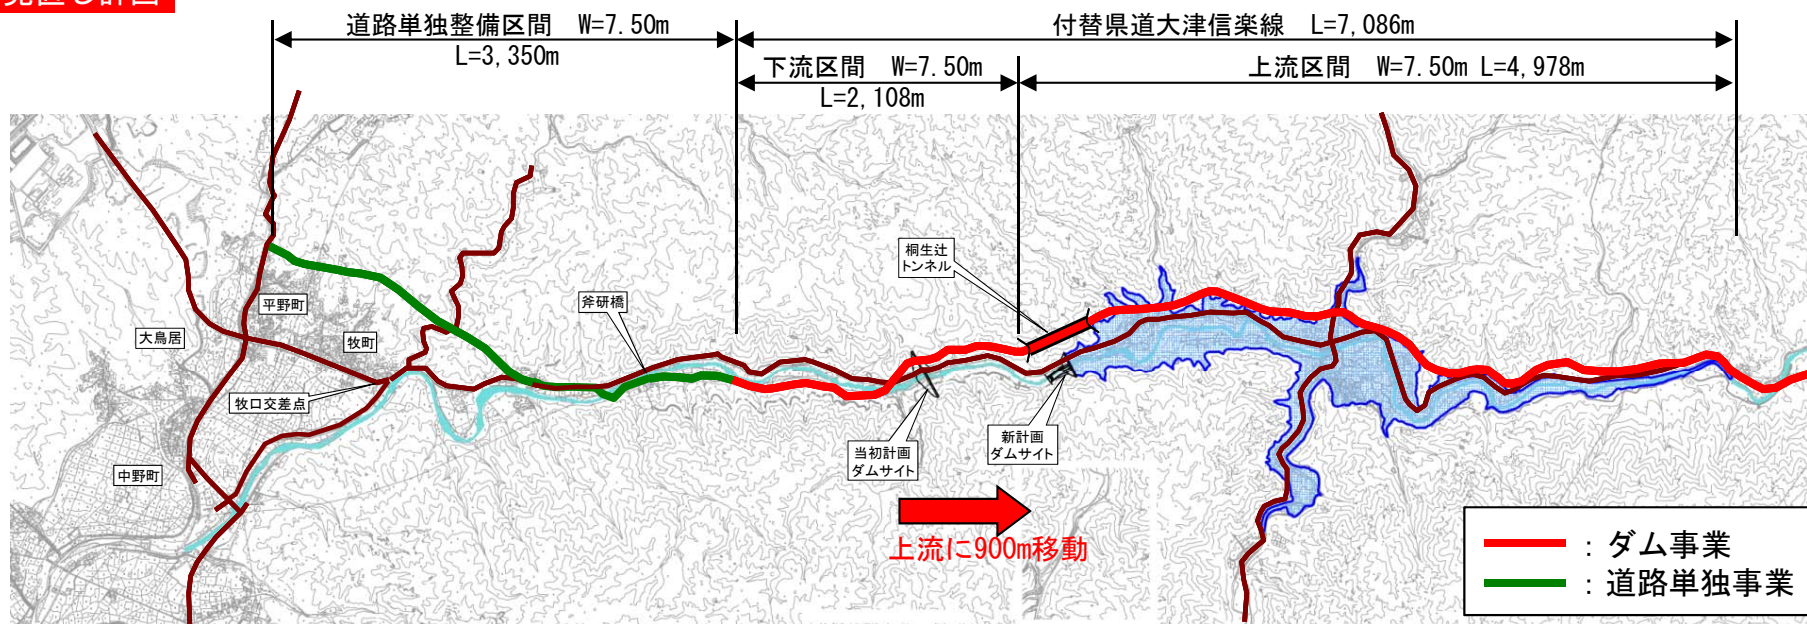 見直し計画
道路単独整備区間　W=7.50m
L=3,350m
付替県道大津信楽線　L=7,086m
下流区間　W=7.50m
L=2,108m
上流区間　W=7.50m L=4,978m
桐生辻
トンネル
斧研橋
平野町
大鳥居
牧町
牧口交差点
中野町
当初計画
ダムサイト
新計画
ダムサイト
上流に900m移動
：ダム事業
：道路単独事業